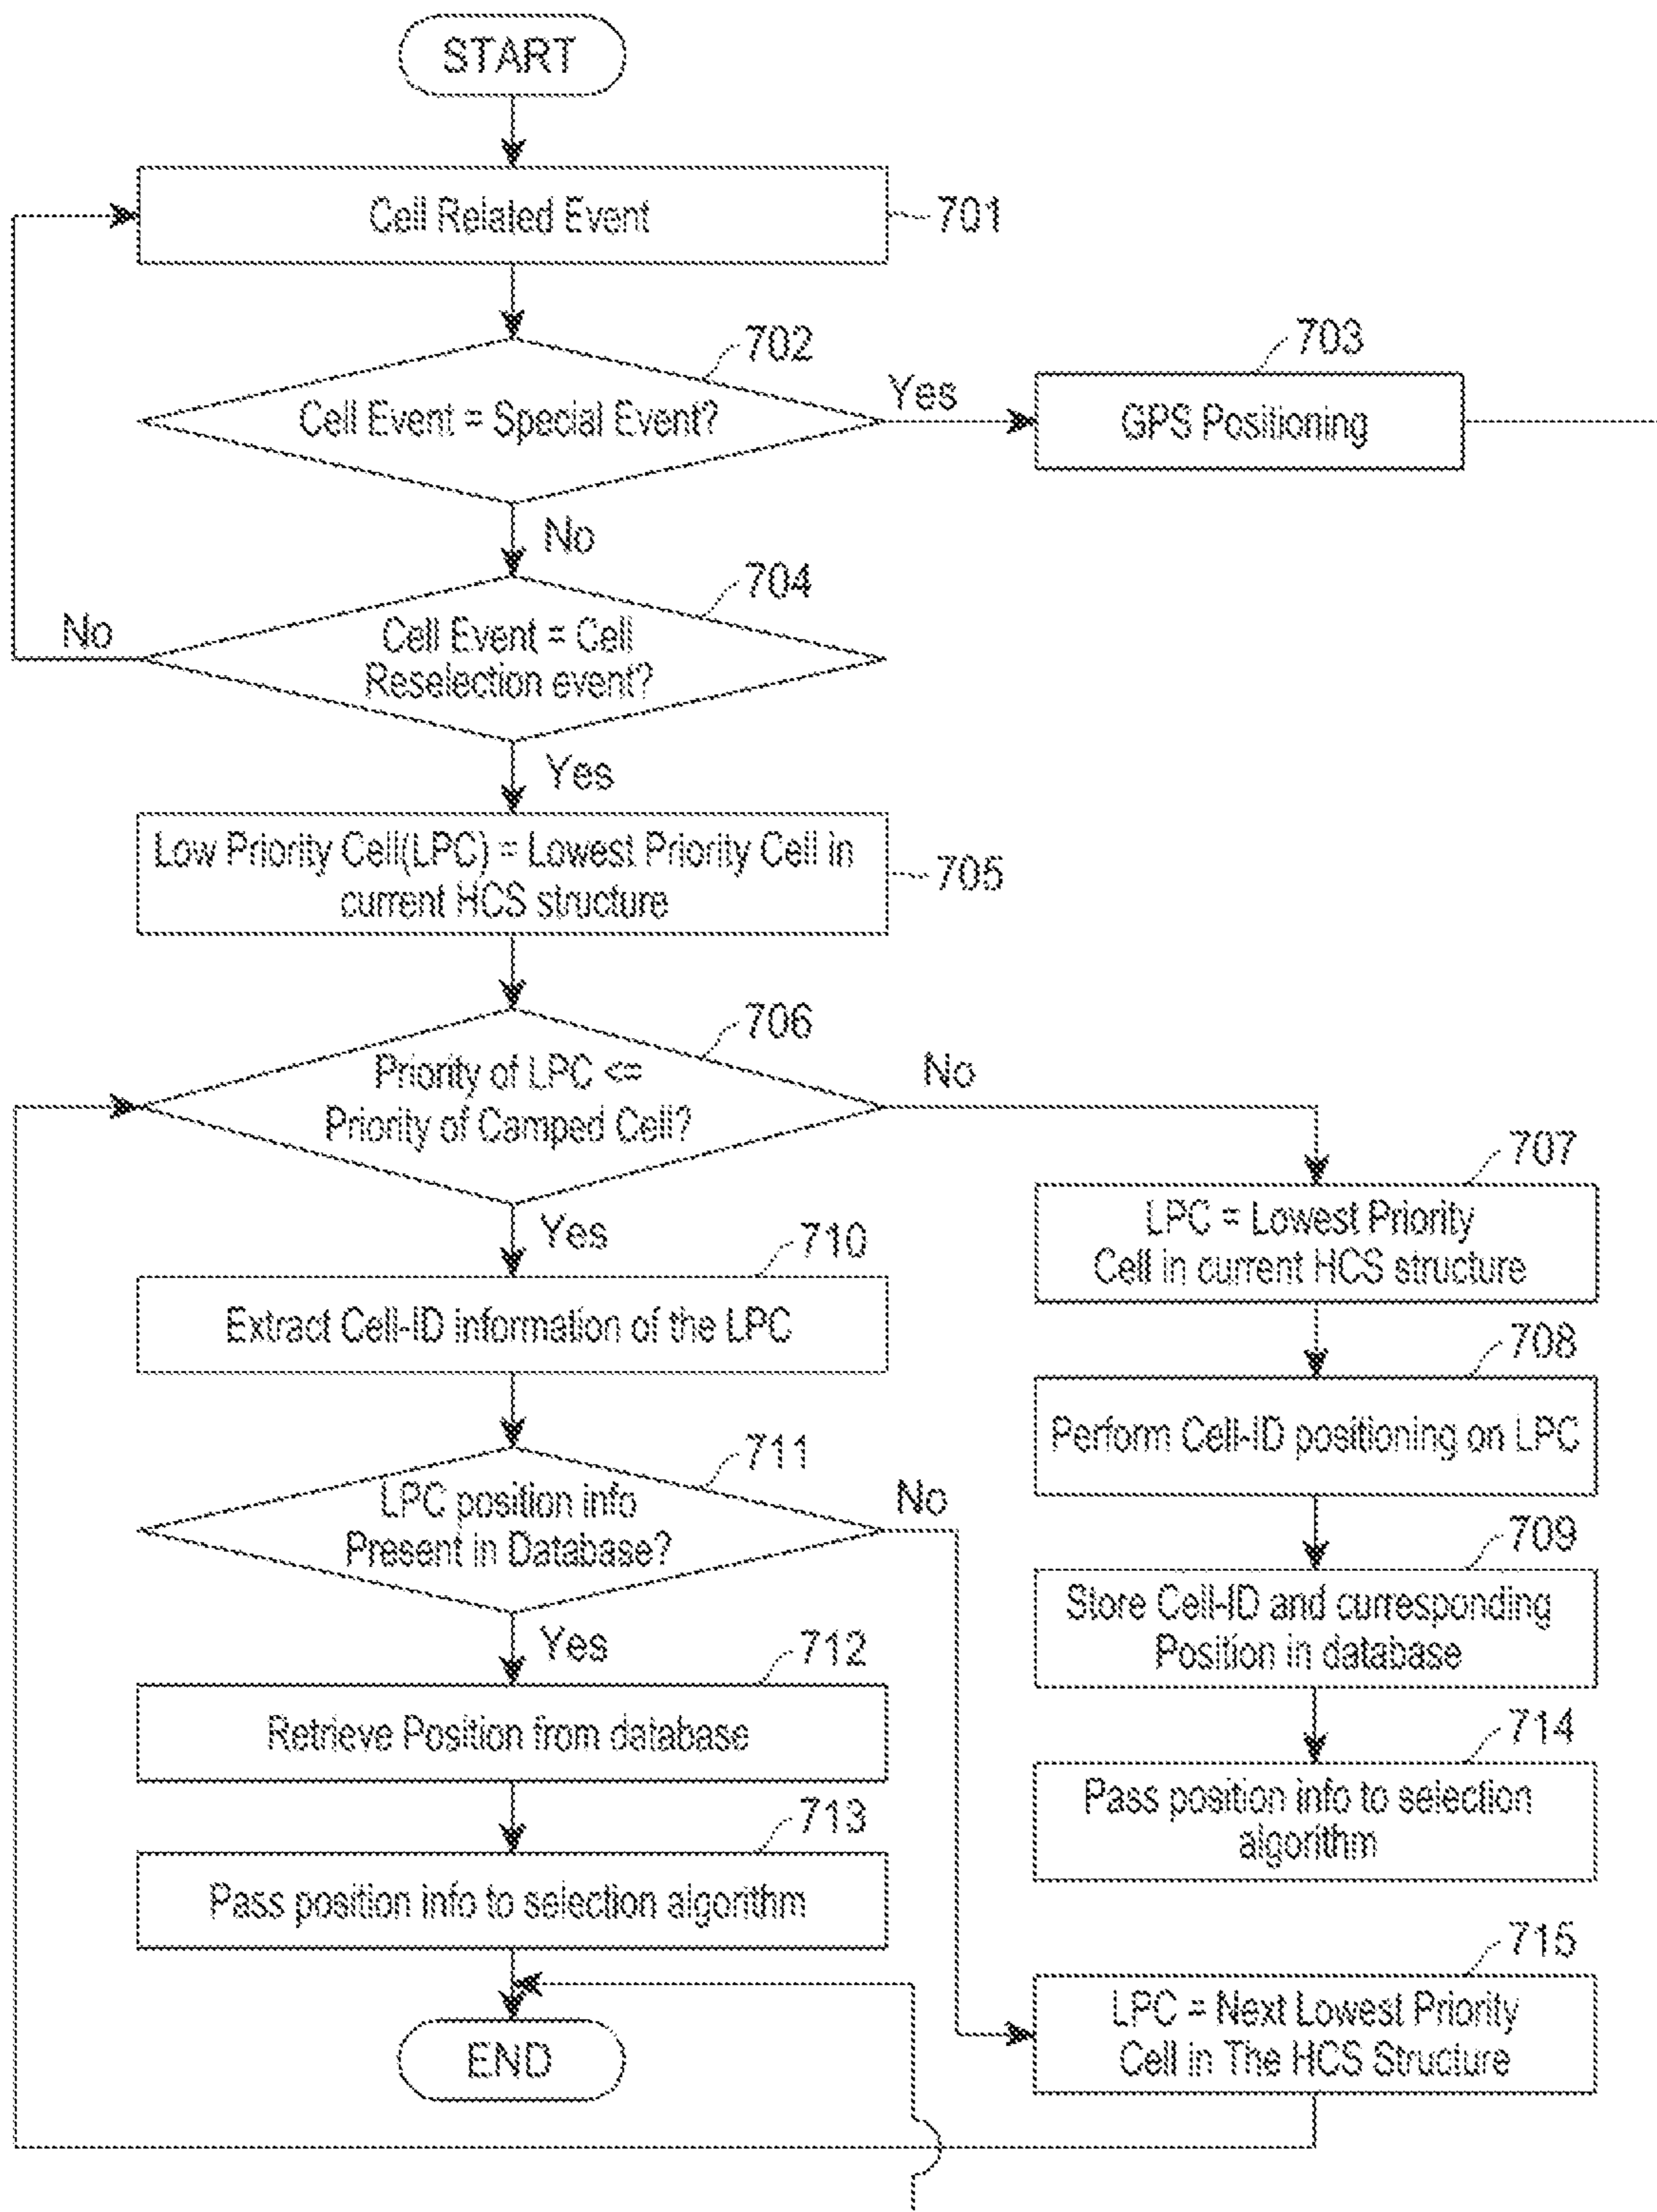 START
Cell Related Event
701
702
Cell Event = Special Event?
Yes
703
GPS Positioning
No
704
Cell Event = Cell
Reselection event?
No
Yes
Low Priority Cell(LPC) = Lowest Priority Cell in
current HCS structure
705
706
Priority of LPC <=
Priority of Camped Cell?
No
Yes
707
LPC = Lowest Priority
Cell in current HCS structure
710
Extract Cell-ID information of the LPC
708
Perform Cell-ID positioning on LPC
711
LPC position info
Present in Database?
No
Yes
709
Store Cell-ID and curresponding
Position in database
712
Retrieve Position from database
714
Pass position info to selection
algorithm
713
Pass position info to selection algorithm
715
LPC = Next Lowest Priority
Cell in The HCS Structure
END